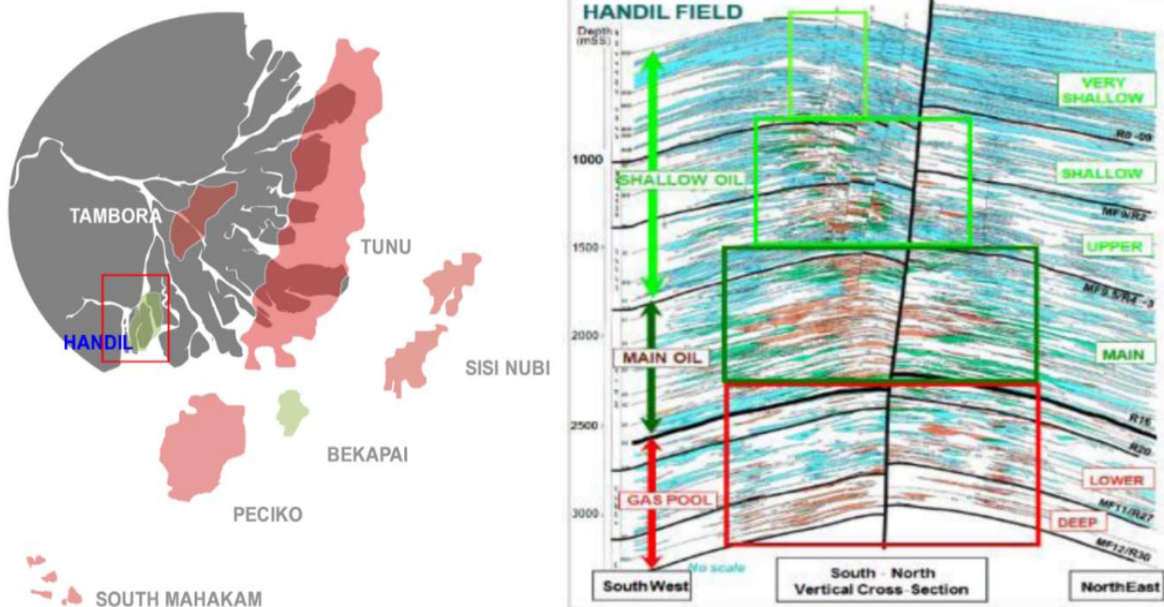 TAMBORA
TUNU
HANDIL
SISI NUBI
BEKAPAI
PECIKO
SOUTH MAHAKAM
HANDIL FIELD
Depth
(mSS)
VERY
SHALLOW
R0-09
1000
SHALLOW OIL
SHALLOW
MF9/R2
1500
UPPER
MF9.5/R4 -3
2000
MAIN OIL
MAIN
R16
2500
R20
LOWER
GAS POOL
MF11/R27
3000
DEEP
MF12/R30
No scale
SouthWest
South - North
Vertical Cross-Section
NorthEast